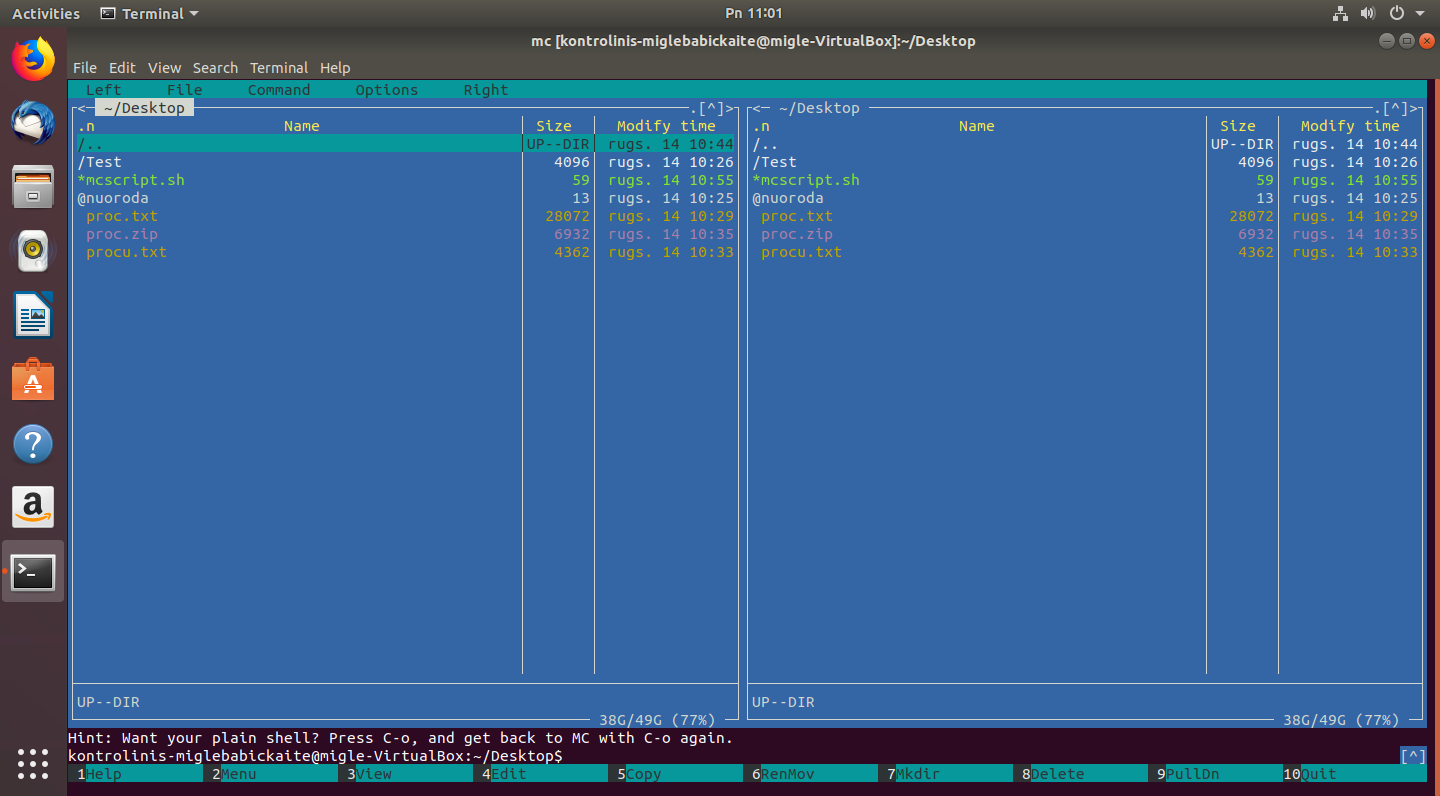 Activities Terminal Pn 11:01
mc [kontrolinis-miglebabickaite@migle-VirtualBox]:~/Desktop
File Edit View Search Terminal Help
Left File Command Options Right
<─ ~/Desktop .[^]>
.n Name Size Modify time
/.. UP--DIR rugs. 14 10:44
/Test 4096 rugs. 14 10:26
*mcscript.sh 59 rugs. 14 10:55
@nuoroda 13 rugs. 14 10:25
proc.txt 28072 rugs. 14 10:29
proc.zip 6932 rugs. 14 10:35
procu.txt 4362 rugs. 14 10:33
UP--DIR
38G/49G (77%)
<─ ~/Desktop .[^]>
.n Name Size Modify time
/.. UP--DIR rugs. 14 10:44
/Test 4096 rugs. 14 10:26
*mcscript.sh 59 rugs. 14 10:55
@nuoroda 13 rugs. 14 10:25
proc.txt 28072 rugs. 14 10:29
proc.zip 6932 rugs. 14 10:35
procu.txt 4362 rugs. 14 10:33
UP--DIR
38G/49G (77%)
Hint: Want your plain shell? Press C-o, and get back to MC with C-o again.
kontrolinis-miglebabickaite@migle-VirtualBox:~/Desktop$ [^]
1Help 2Menu 3View 4Edit 5Copy 6RenMov 7Mkdir 8Delete 9PullDn 10Quit